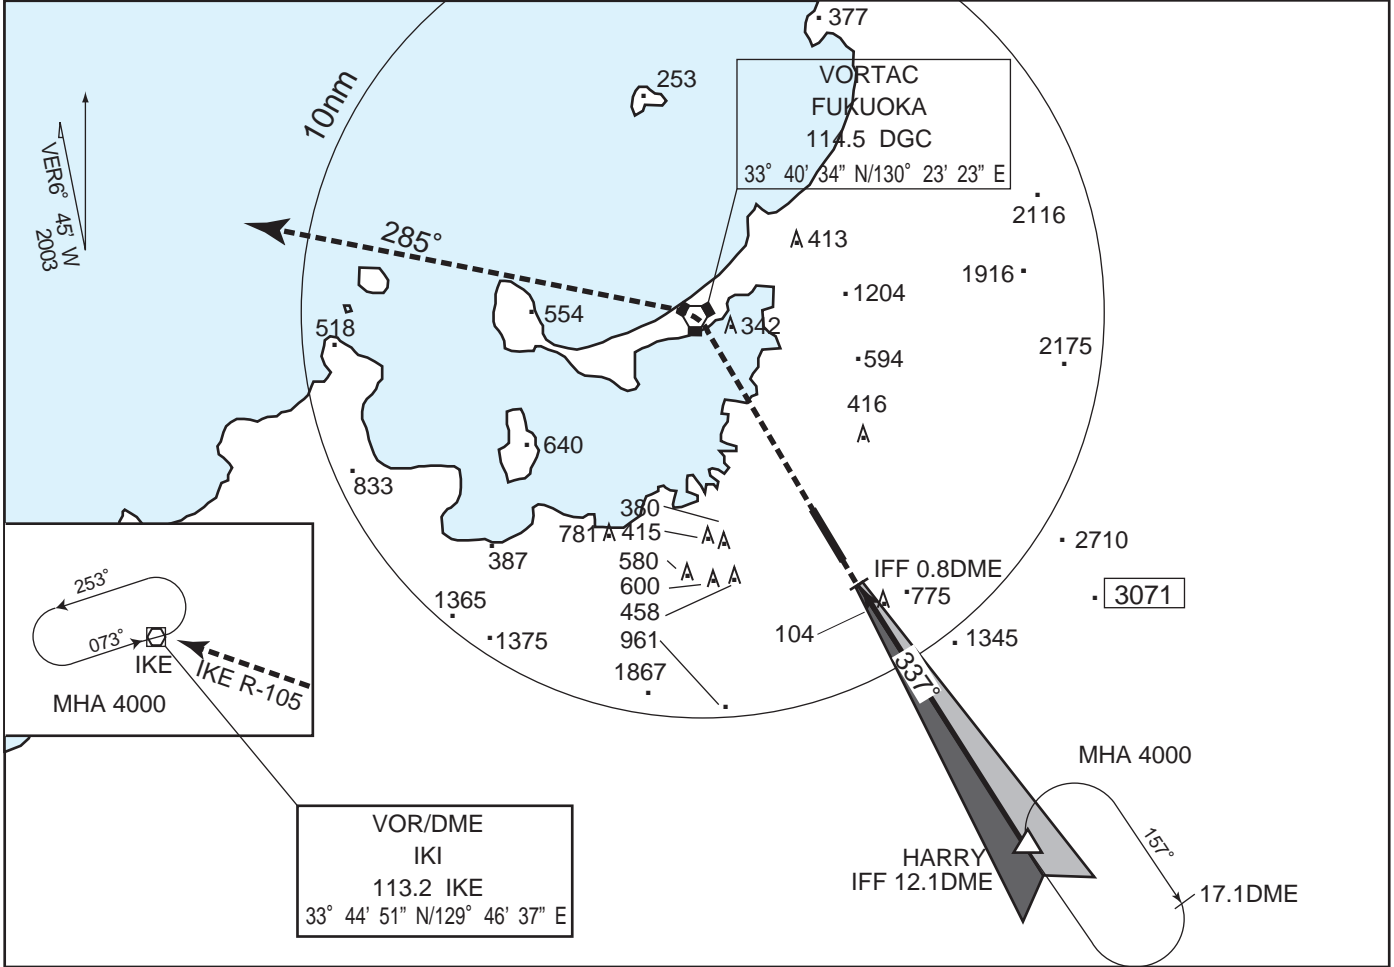 377
253
10nm
VORTAC
FUKUOKA
114.5 DGC
33° 40’ 34” N/130° 23’ 23” E
VER6° 45’ W
2003
2116
285°
413
1916
1204
554
342
518
2175
594
416
640
833
380
781
415
387
2710
580
IFF 0.8DME
600
775
3071
1365
458
104
1375
961
1345
1867
337°
253°
073°
IKE
IKE R-105
MHA 4000
MHA 4000
157°
VOR/DME
IKI
113.2 IKE
33° 44’ 51” N/129° 46’ 37” E
HARRY
IFF 12.1DME
17.1DME